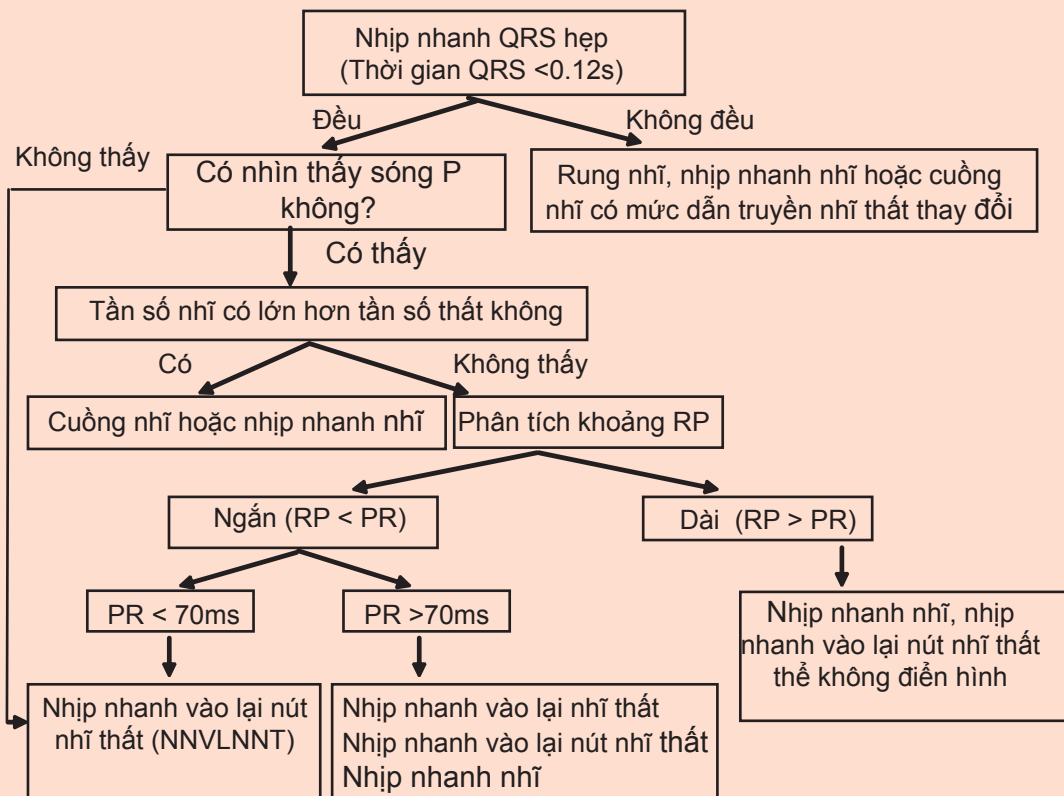 Nhịp nhanh QRS hẹp
(Thời gian QRS <0.12s)
Đều
Không đều
Không thấy
Có nhìn thấy sóng P
không?
Rung nhĩ, nhịp nhanh nhĩ hoặc cuồng
nhĩ có mức dẫn truyền nhĩ thất thay đổi
Có thấy
Tần số nhĩ có lớn hơn tần số thất không
Có
Không thấy
Cuồng nhĩ hoặc nhịp nhanh nhĩ
Phân tích khoảng RP
Ngắn (RP < PR)
Dài (RP > PR)
PR < 70ms
PR >70ms
Nhịp nhanh nhĩ, nhịp
nhanh vào lại nút nhĩ thất
thể không điển hình
Nhịp nhanh vào lại nút
nhĩ thất (NNVLNNT)
Nhịp nhanh vào lại nhĩ thất
Nhịp nhanh vào lại nút nhĩ thất
Nhịp nhanh nhĩ